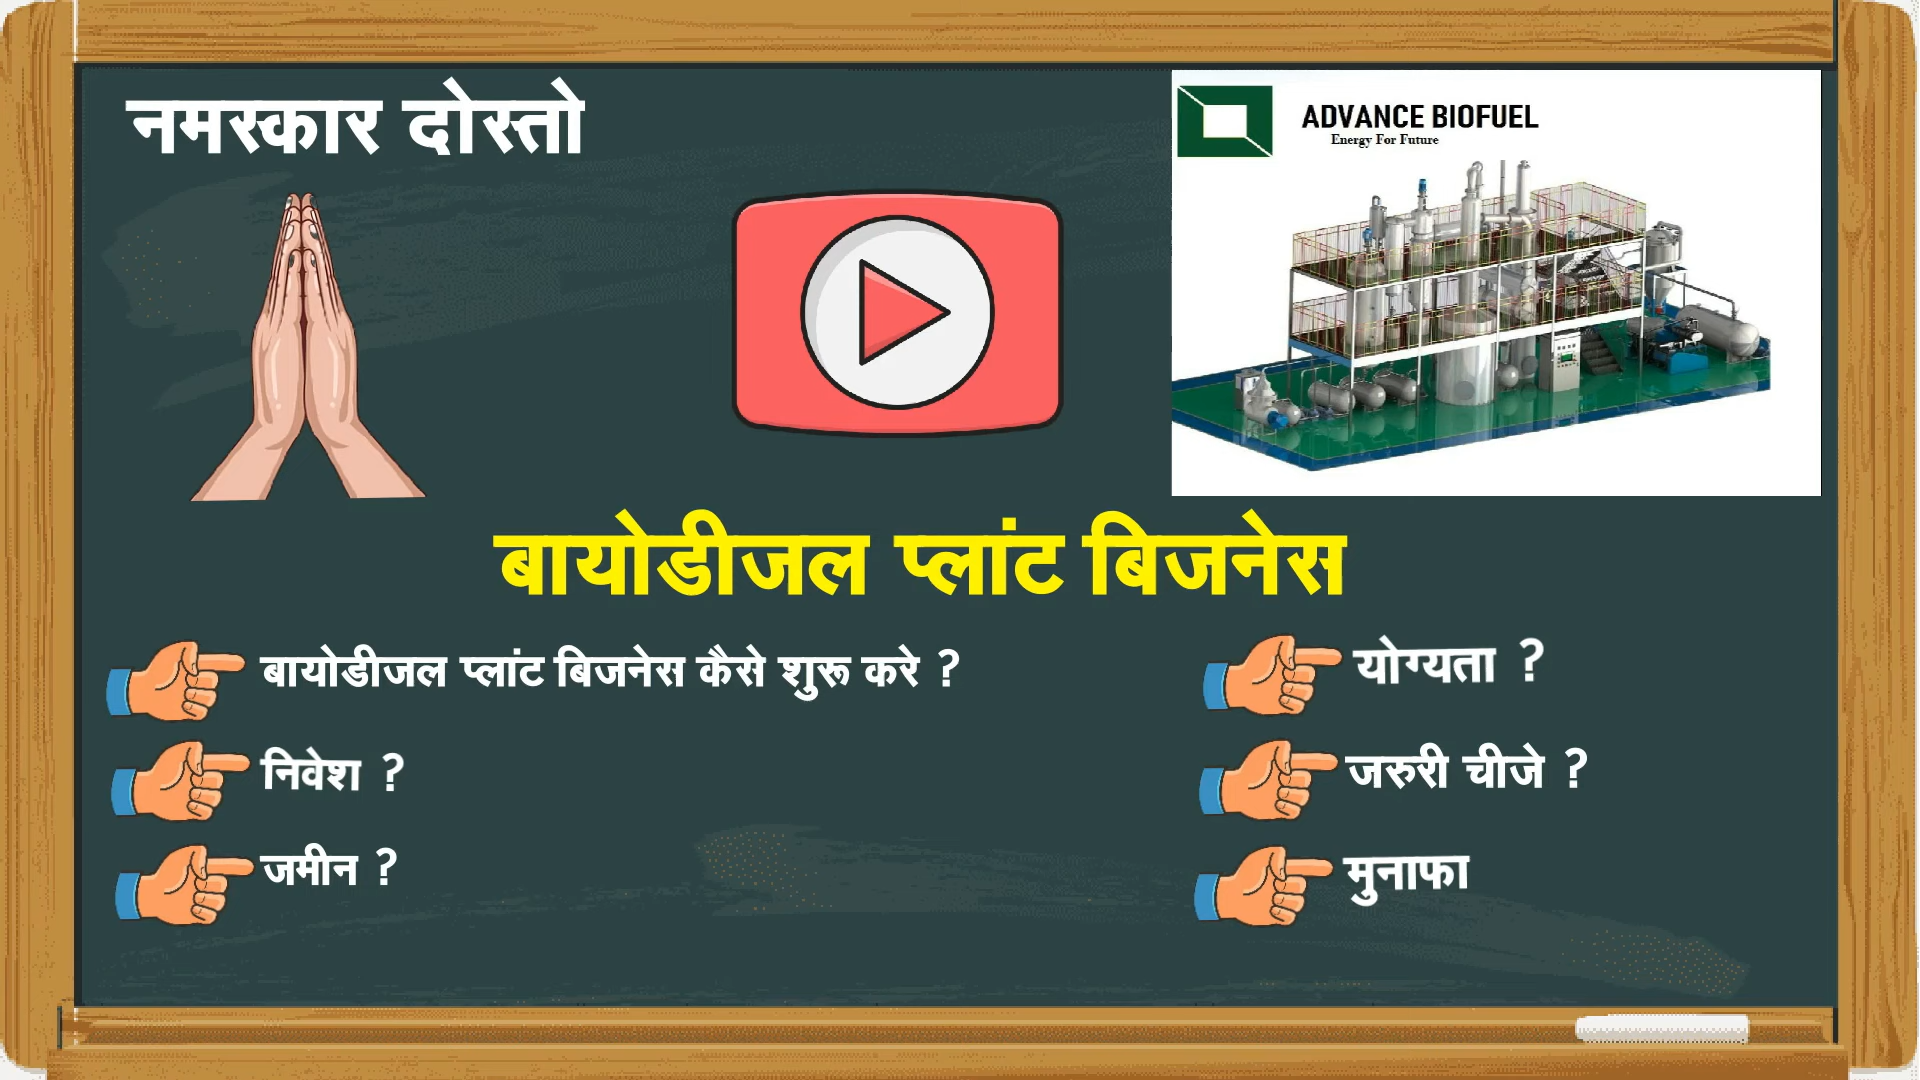 नमस्कार दोस्तो
ADVANCE BIOFUEL
Energy For Future
बायोडीजल प्लांट बिजनेस
बायोडीजल प्लांट बिजनेस कैसे शुरू करे ?
निवेश ?
जमीन ?
योग्यता ?
जरुरी चीजे ?
मुनाफा